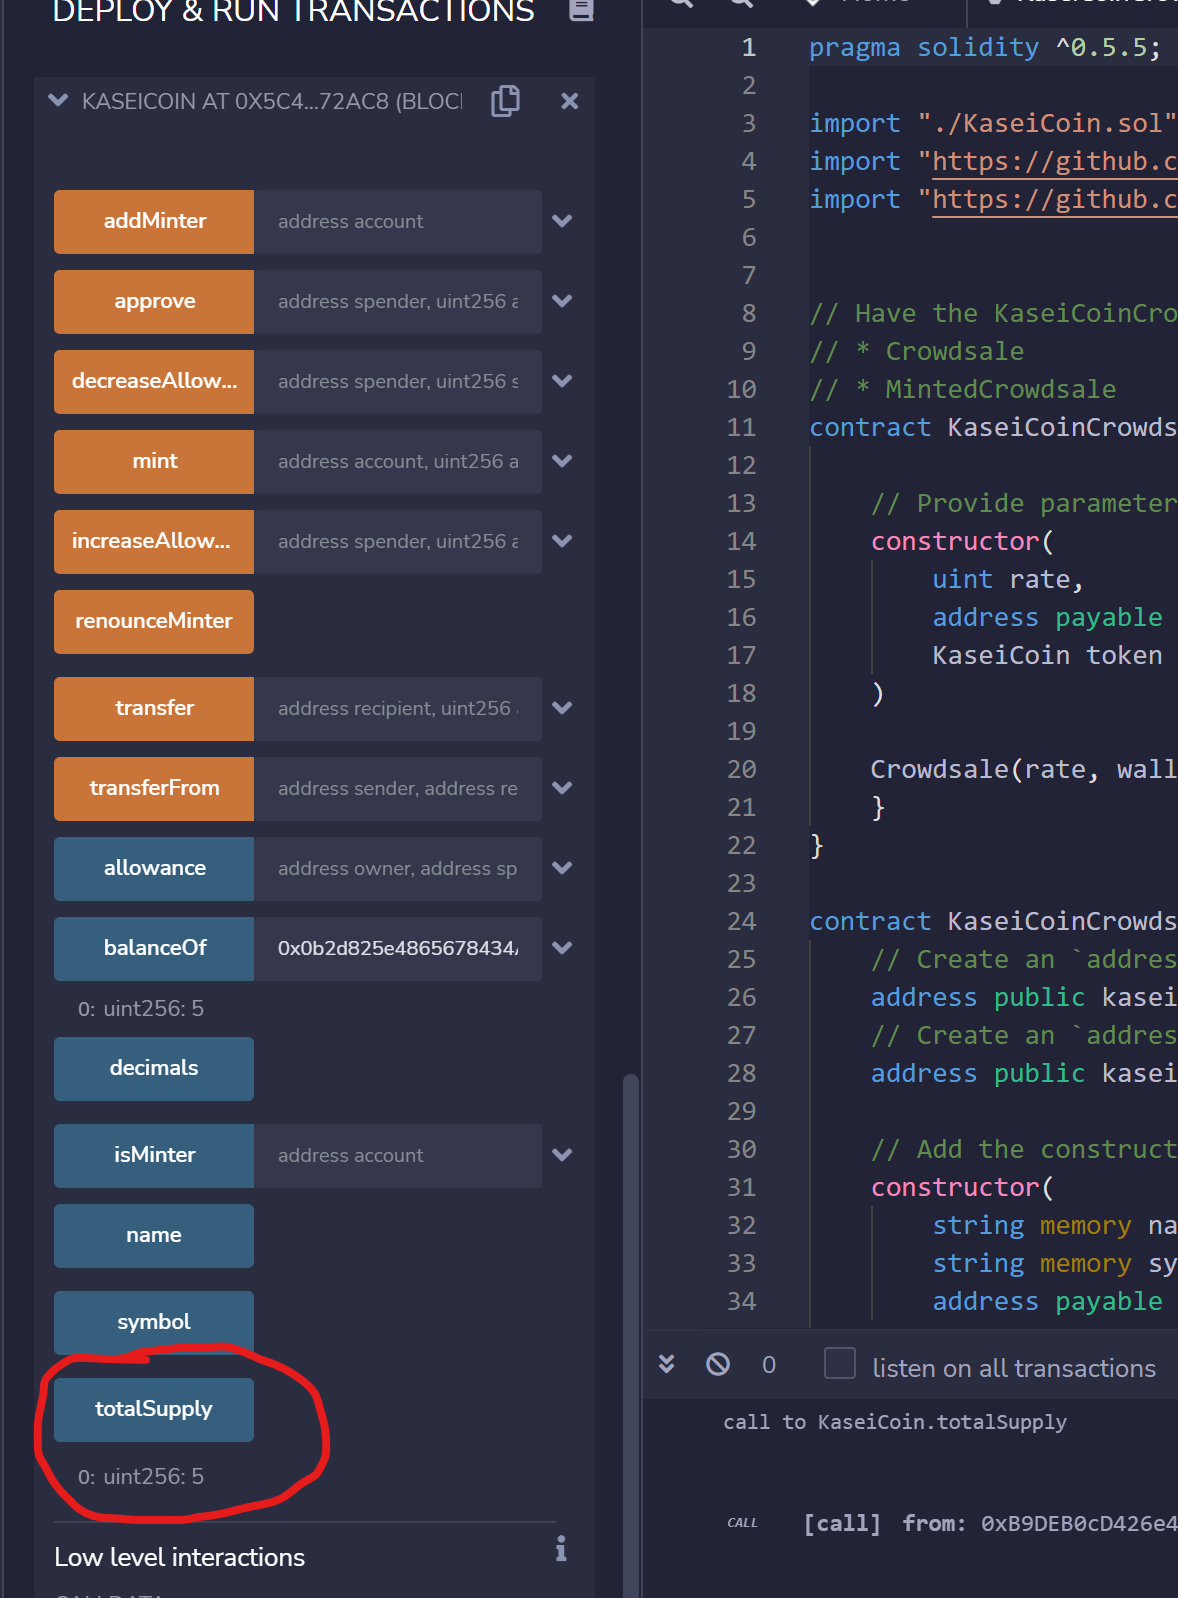 DEPLOY & RUN TRANSACTIONS
KASEICOIN AT 0X5C4...72AC8 (BLOCI
addMinter address account
approve address spender, uint256 a
decreaseAllow... address spender, uint256 s
mint address account, uint256 a
increaseAllow... address spender, uint256 a
renounceMinter
transfer address recipient, uint256
transferFrom address sender, address re
allowance address owner, address sp
balanceOf 0x0b2d825e4865678434
0: uint256: 5
decimals
isMinter address account
name
symbol
totalSupply
0: uint256: 5
Low level interactions
1 pragma solidity ^0.5.5;
2
3 import "./KaseiCoin.sol"
4 import "https://github.c
5 import "https://github.c
6
7
8 // Have the KaseiCoinCro
9 // * Crowdsale
10 // * MintedCrowdsale
11 contract KaseiCoinCrowds
12
13 // Provide parameter
14 constructor(
15 uint rate,
16 address payable
17 KaseiCoin token
18 )
19
20 Crowdsale(rate, wall
21 }
22 }
23
24 contract KaseiCoinCrowds
25 // Create an `addres
26 address public kasei
27 // Create an `addres
28 address public kasei
29
30 // Add the construct
31 constructor(
32 string memory na
33 string memory sy
34 address payable
0 listen on all transactions
call to KaseiCoin.totalSupply
CALL [call] from: 0xB9DEB0cD426e4